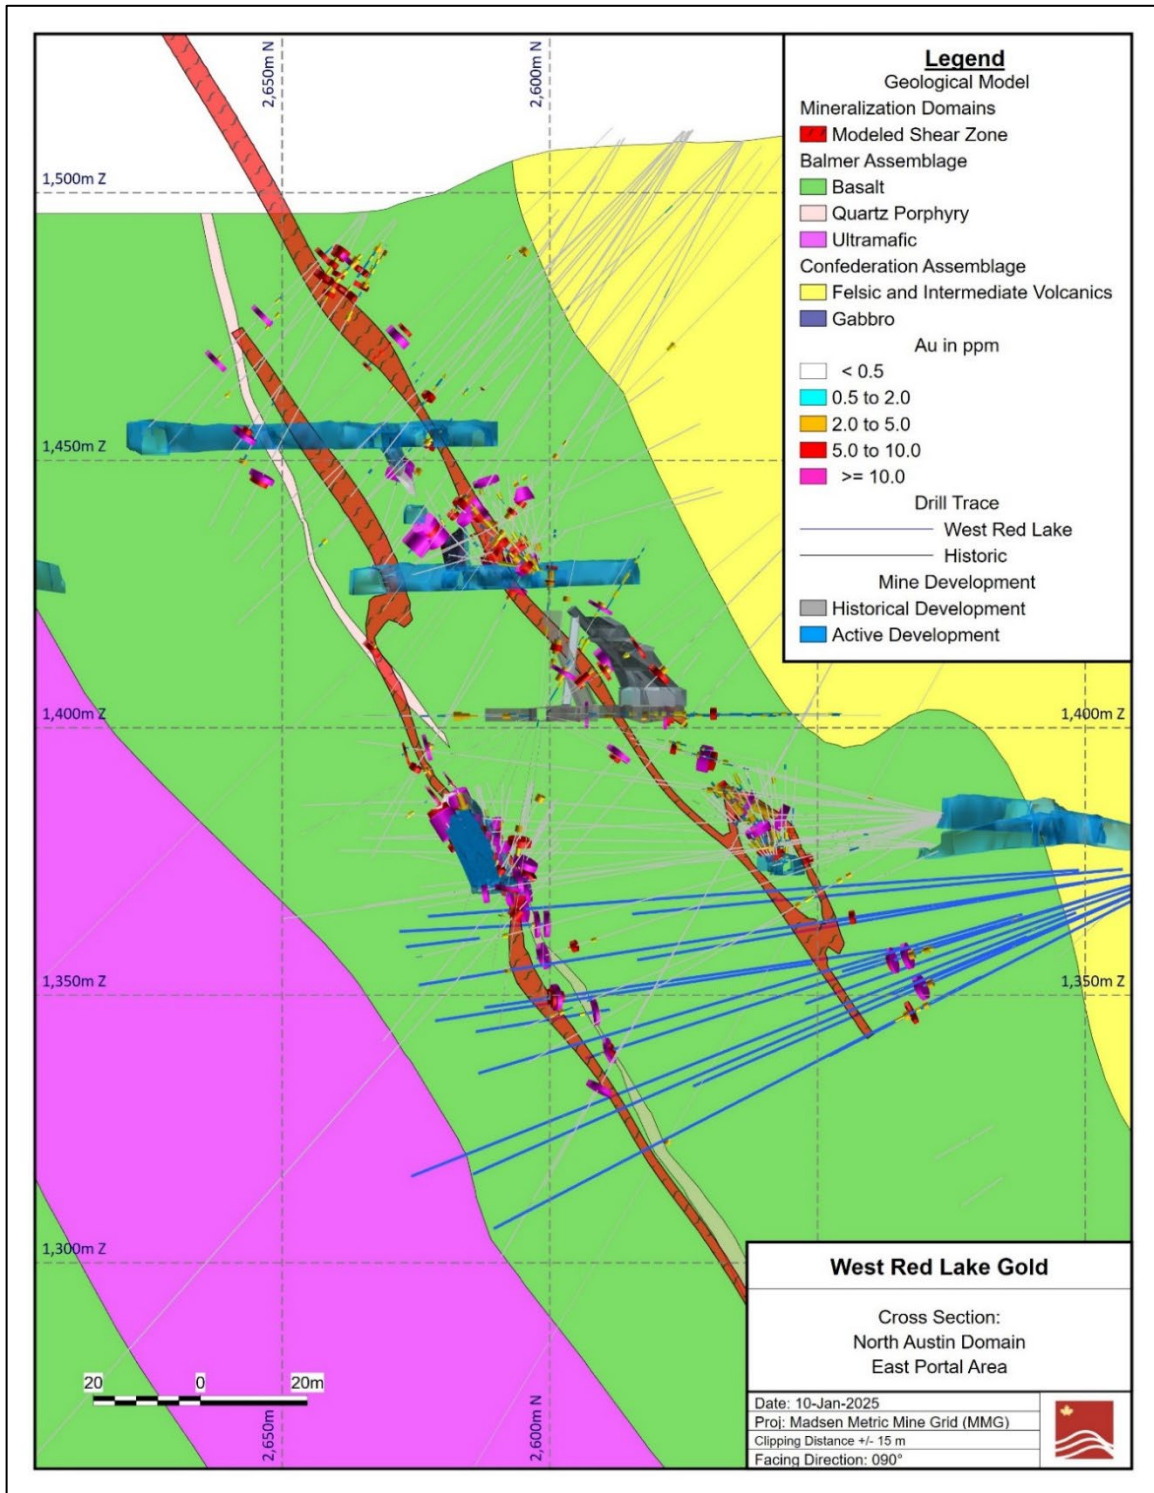 2,650m N
2,600m N
Legend
Geological Model
Mineralization Domains
Modeled Shear Zone
Balmer Assemblage
Basalt
Quartz Porphyry
Ultramafic
Confederation Assemblage
Felsic and Intermediate Volcanics
Gabbro
Au in ppm
< 0.5
0.5 to 2.0
2.0 to 5.0
5.0 to 10.0
>= 10.0
Drill Trace
West Red Lake
Historic
Mine Development
Historical Development
Active Development
1,500m Z
1,450m Z
1,400m Z
1,400m Z
1,350m Z
1,350m Z
1,300m Z
20 0 20m
2,650m
2,600m N
West Red Lake Gold
Cross Section:
North Austin Domain
East Portal Area
Date: 10-Jan-2025
Proj: Madsen Metric Mine Grid (MMG)
Clipping Distance +/- 15 m
Facing Direction: 090°